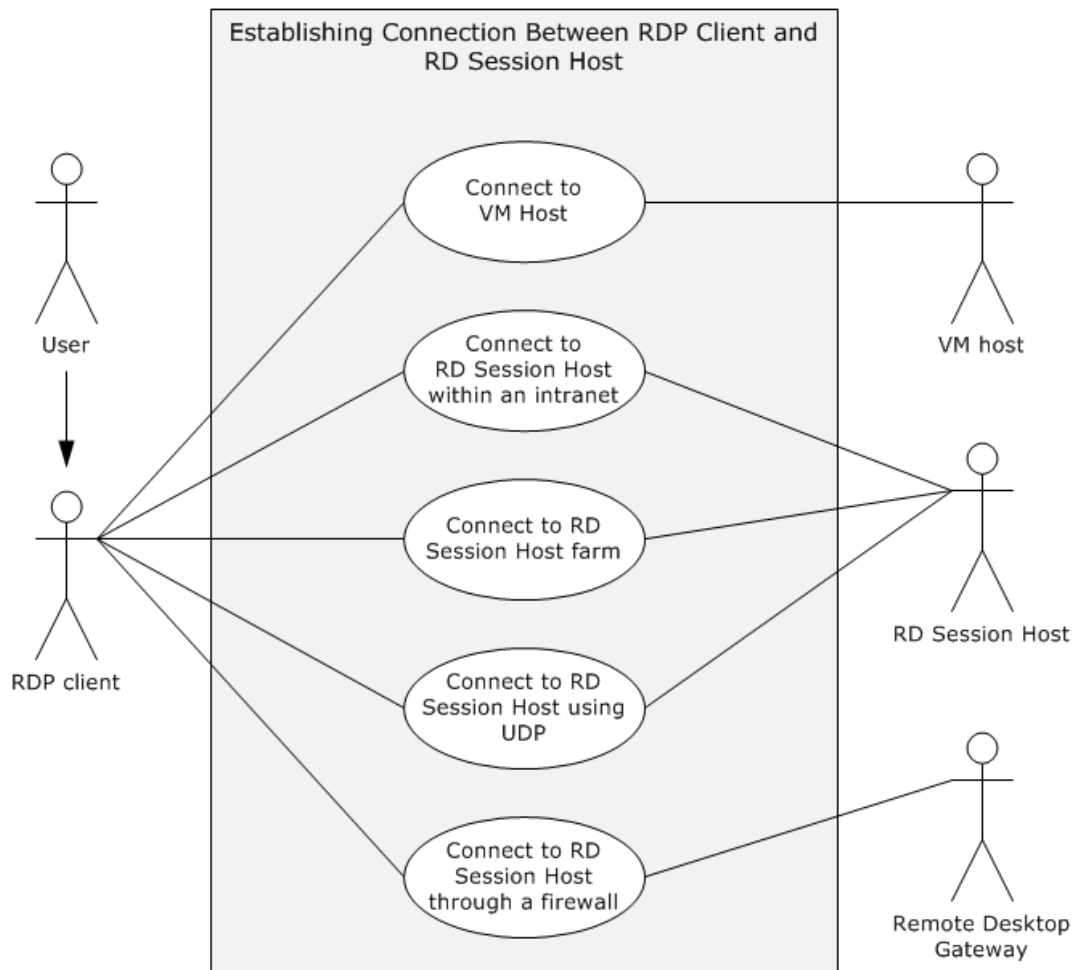 Establishing Connection Between RDP Client and
RD Session Host
Connect to
VM Host
User
VM host
Connect to
RD Session Host
within an intranet
Connect to RD
Session Host farm
RDP client
RD Session Host
Connect to RD
Session Host using
UDP
Connect to RD
Session Host
through a firewall
Remote Desktop
Gateway